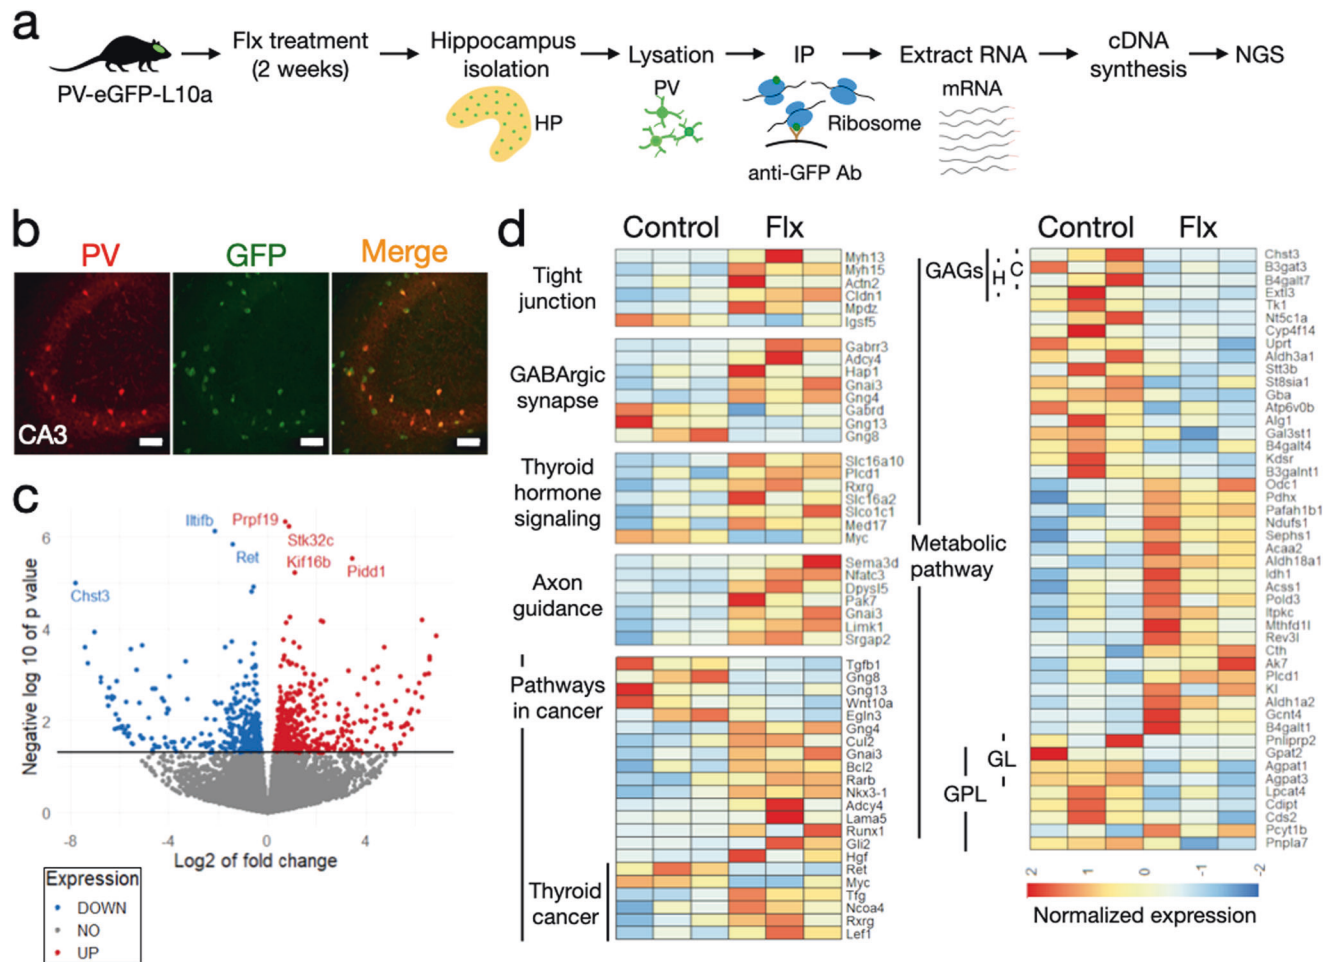 a
PV-eGFP-L10a
Flx treatment
(2 weeks)
Hippocampus
isolation
HP
Lysation
PV
IP
Ribosome
anti-GFP Ab
Extract RNA
mRNA
cDNA
synthesis
NGS
b
PV
GFP
Merge
CA3
c
Negative log 10 of p value
6
4
2
0
-8
-4
0
4
Log2 of fold change
Iltifb
Prpf19
Stk32c
Ret
Kif16b
Pidd1
Chst3
Expression
DOWN
NO
UP
d
Control
Flx
Tight
junction
Myh13
Myh15
Actn2
Cldn1
Mpdz
Igsf5
GABArgic
synapse
Gabrr3
Adcy4
Hap1
Gnai3
Gng4
Gabrd
Gng13
Gng8
Thyroid
hormone
signaling
Slc16a10
Plcd1
Rxrg
Slc16a2
Slco1c1
Med17
Myc
Axon
guidance
Sema3d
Nfatc3
Dpysl5
Pak7
Gnai3
Limk1
Srgap2
Pathways
in cancer
Tgfb1
Gng8
Gng13
Wnt10a
Egln3
Gng4
Cul2
Gnai3
Bcl2
Rarb
Nkx3-1
Adcy4
Lama5
Runx1
Gli2
Hgf
Thyroid
cancer
Ret
Myc
Tfg
Ncoa4
Rxrg
Lef1
Control
Flx
GAGs
H
C
Metabolic
pathway
GL
GPL
Chst3
B3gat3
B4galt7
Extl3
Tk1
Nt5c1a
Cyp4f14
Uprt
Aldh3a1
Stt3b
St8sia1
Gba
Atp6v0b
Alg1
Gal3st1
B4galt4
Kdsr
B3galnt1
Odc1
Pdhx
Pafah1b1
Ndufs1
Sephs1
Acaa2
Aldh18a1
Idh1
Acss1
Pold3
Itpkc
Mthfd1l
Rev3l
Cth
Ak7
Plcd1
Kl
Aldh1a2
Gcnt4
B4galt1
Pnliprp2
Gpat2
Agpat1
Agpat3
Lpcat4
Cdipt
Cds2
Pcyt1b
Pnpla7
2
1
0
-1
-2
Normalized expression